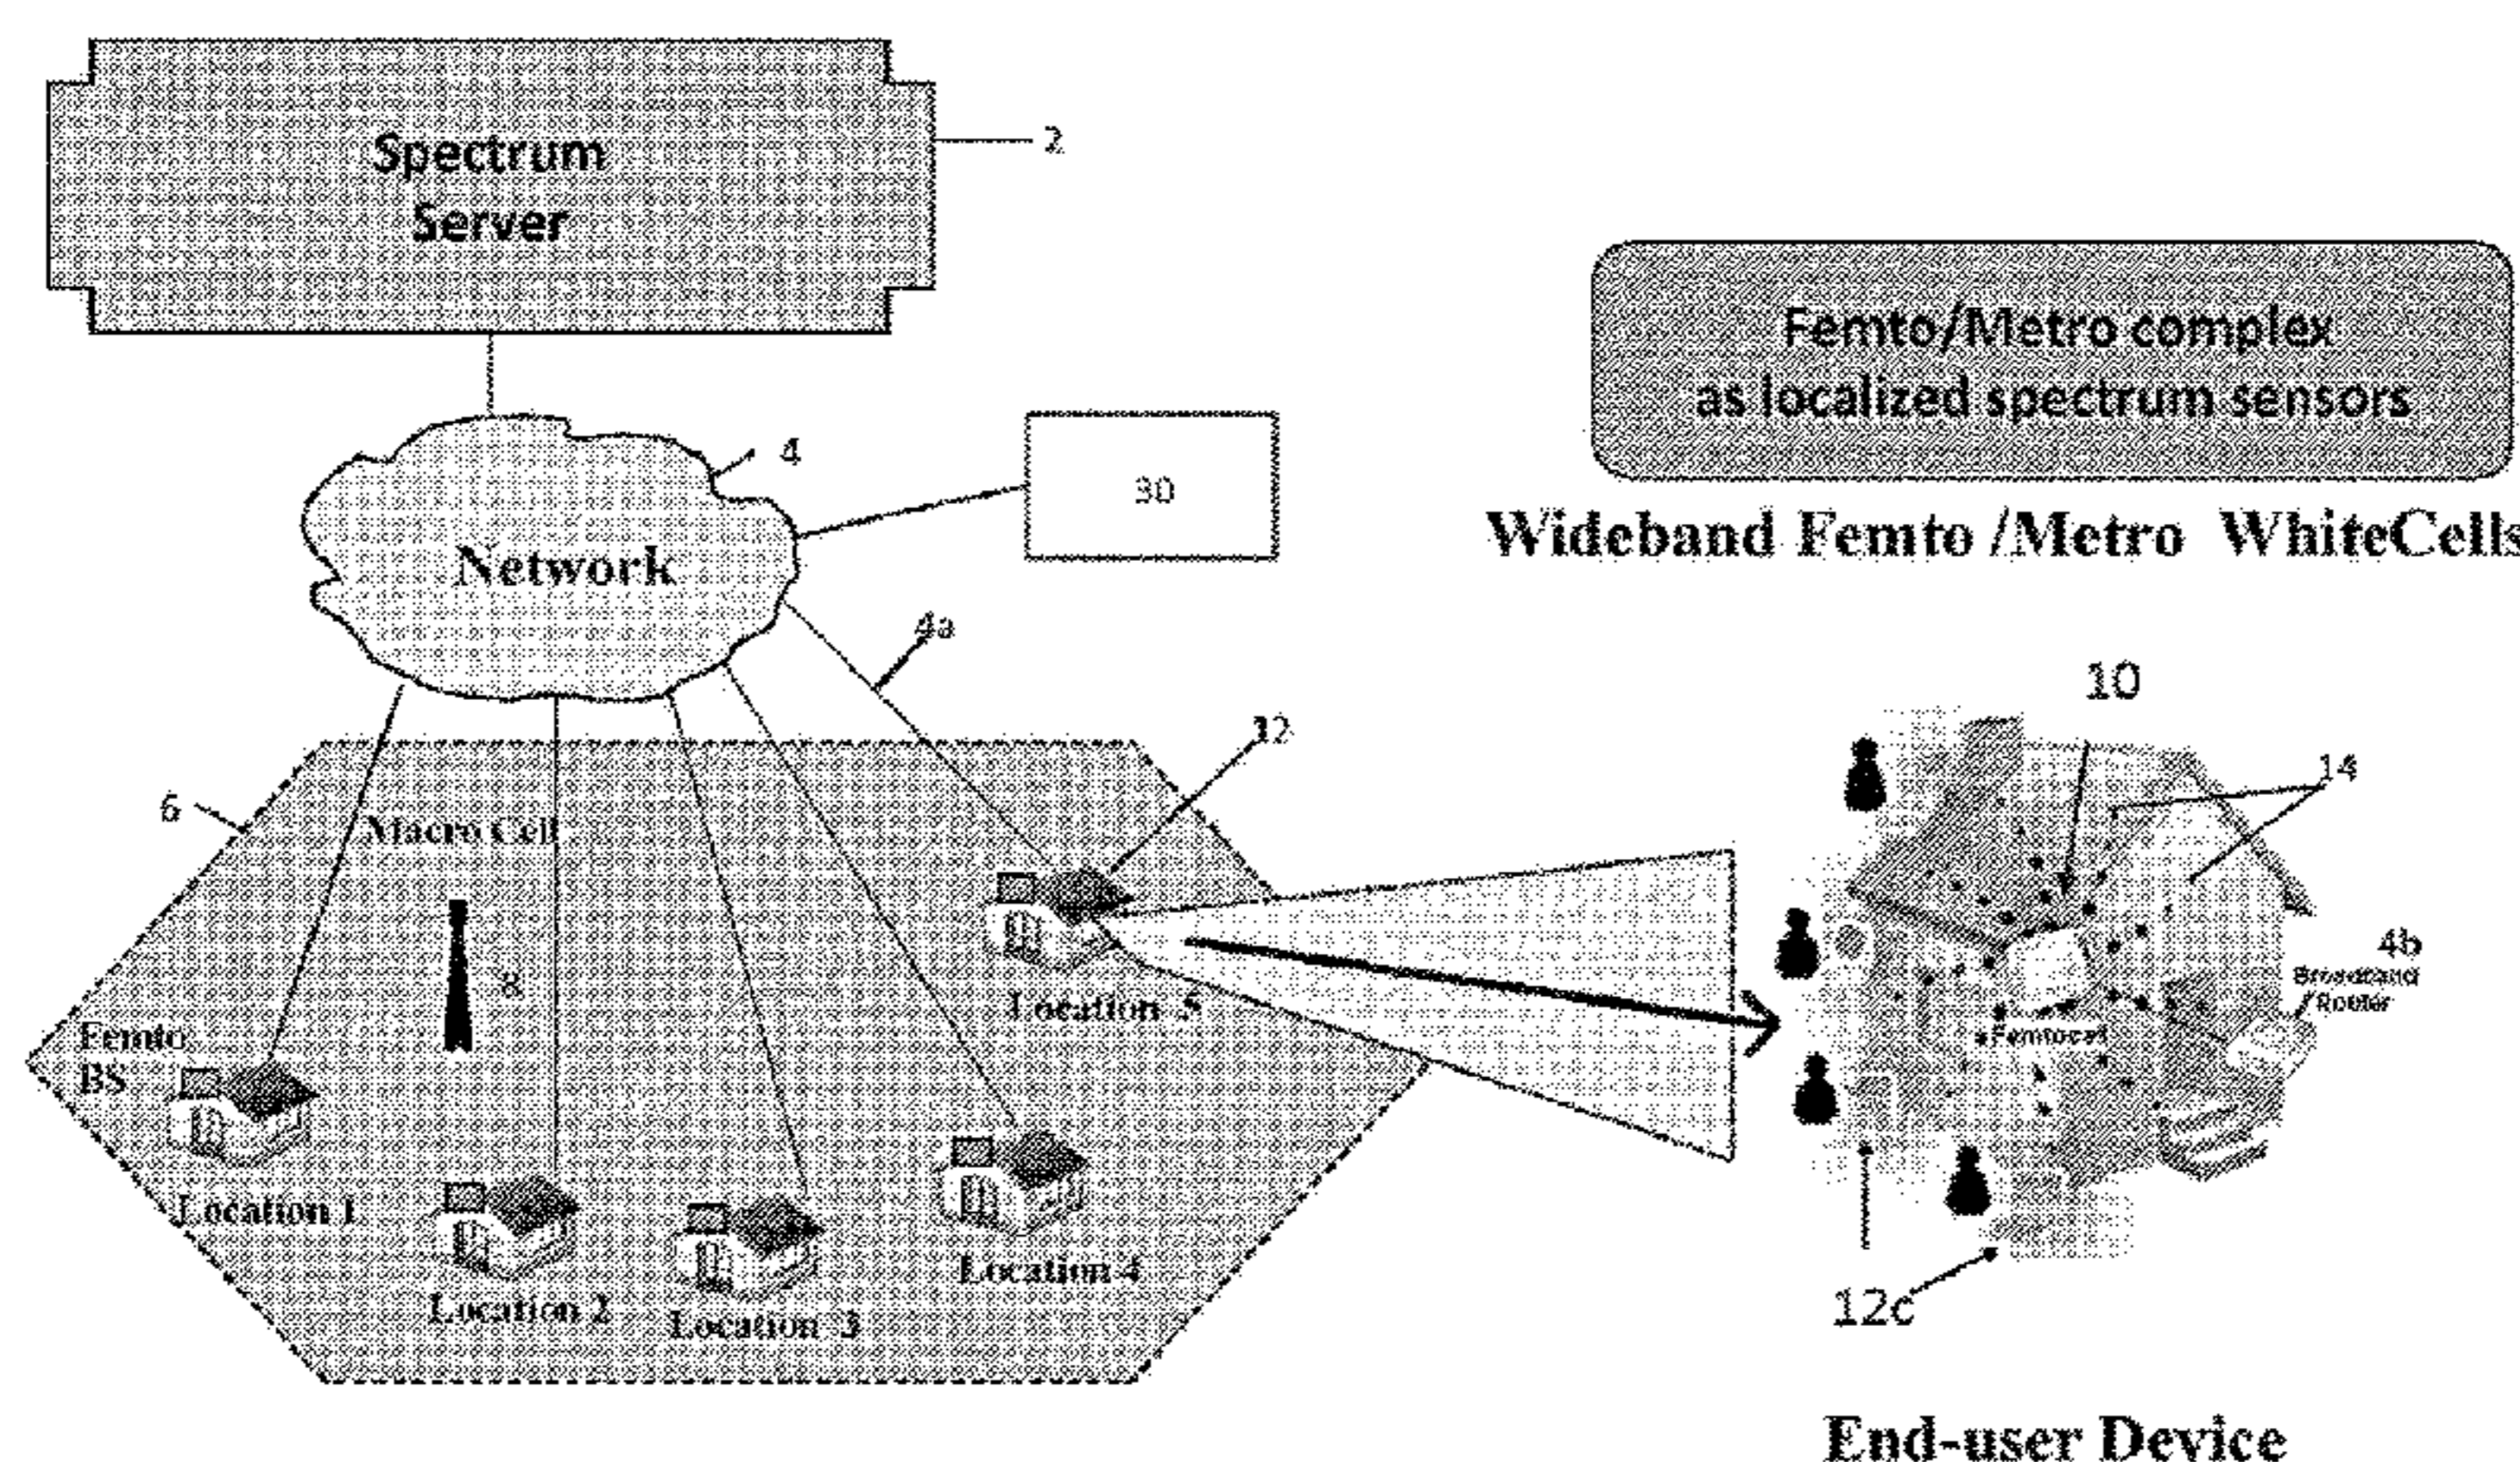 Spectrum
Server
2
Femto/Metro complex
as localized spectrum sensors
4
30
Wideband Femto /Metro WhiteCells
Network
4a
10
12
14
6
Macro Cell
4b
Broadband
Router
8
Location 5
Femto
BS
Femtocell
Location 1
Location 4
Location 2
Location 3
12c
End-user Device